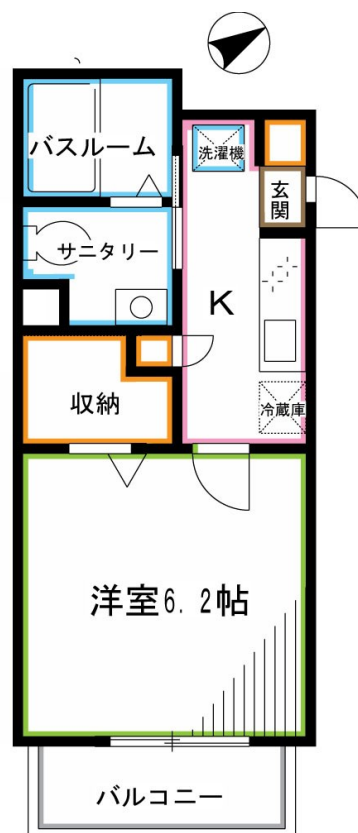 バスルーム
洗濯機
玄関
サニタリー
K
収納
冷蔵庫
洋室6.2帖
バルコニー